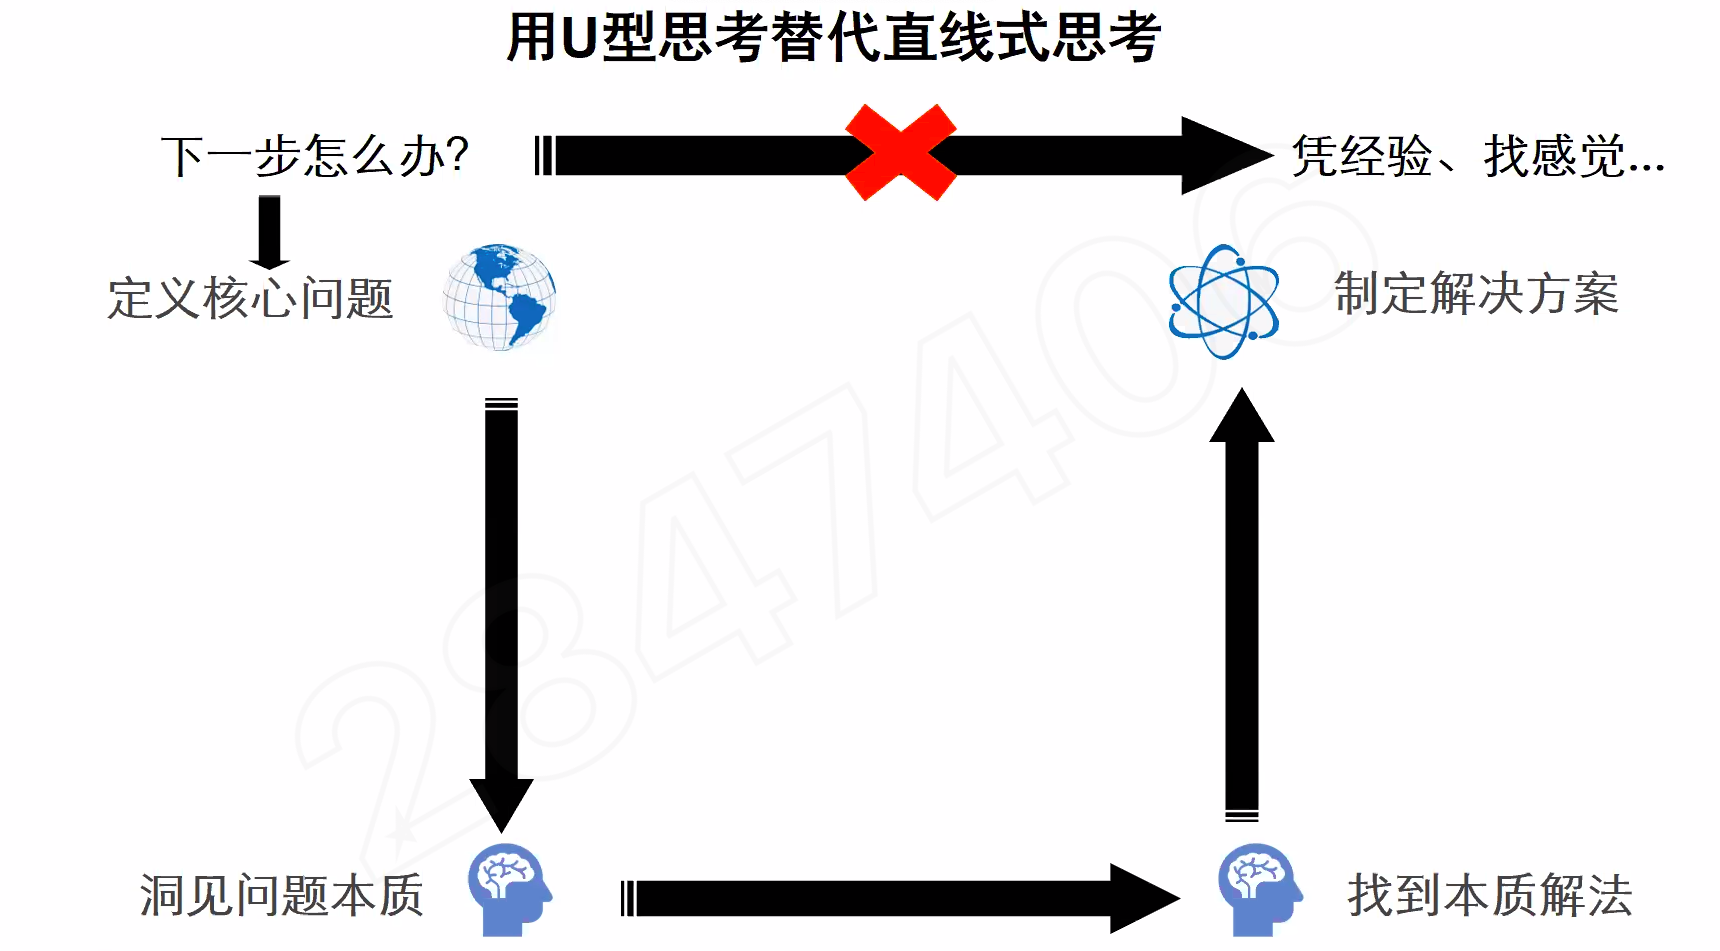 用U型思考替代直线式思考
下一步怎么办?
凭经验、找感觉...
定义核心问题
制定解决方案
2847406
洞见问题本质
找到本质解法